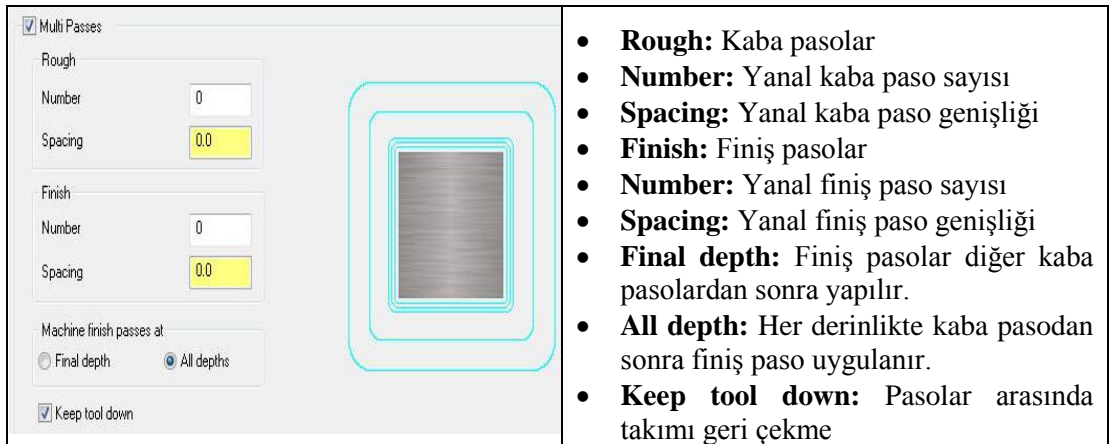 Multi Passes
Rough
Number 0
Spacing 0.0
Finish
Number 0
Spacing 0.0
Machine finish passes at
Final depth All depths
Keep tool down
• Rough: Kaba pasolar
• Number: Yanal kaba paso sayısı
• Spacing: Yanal kaba paso genişliği
• Finish: Finiş pasolar
• Number: Yanal finiş paso sayısı
• Spacing: Yanal finiş paso genişliği
• Final depth: Finiş pasolar diğer kaba
pasolardan sonra yapılır.
• All depth: Her derinlikte kaba pasodan
sonra finiş paso uygulanır.
• Keep tool down: Pasolar arasında
takımı geri çekme